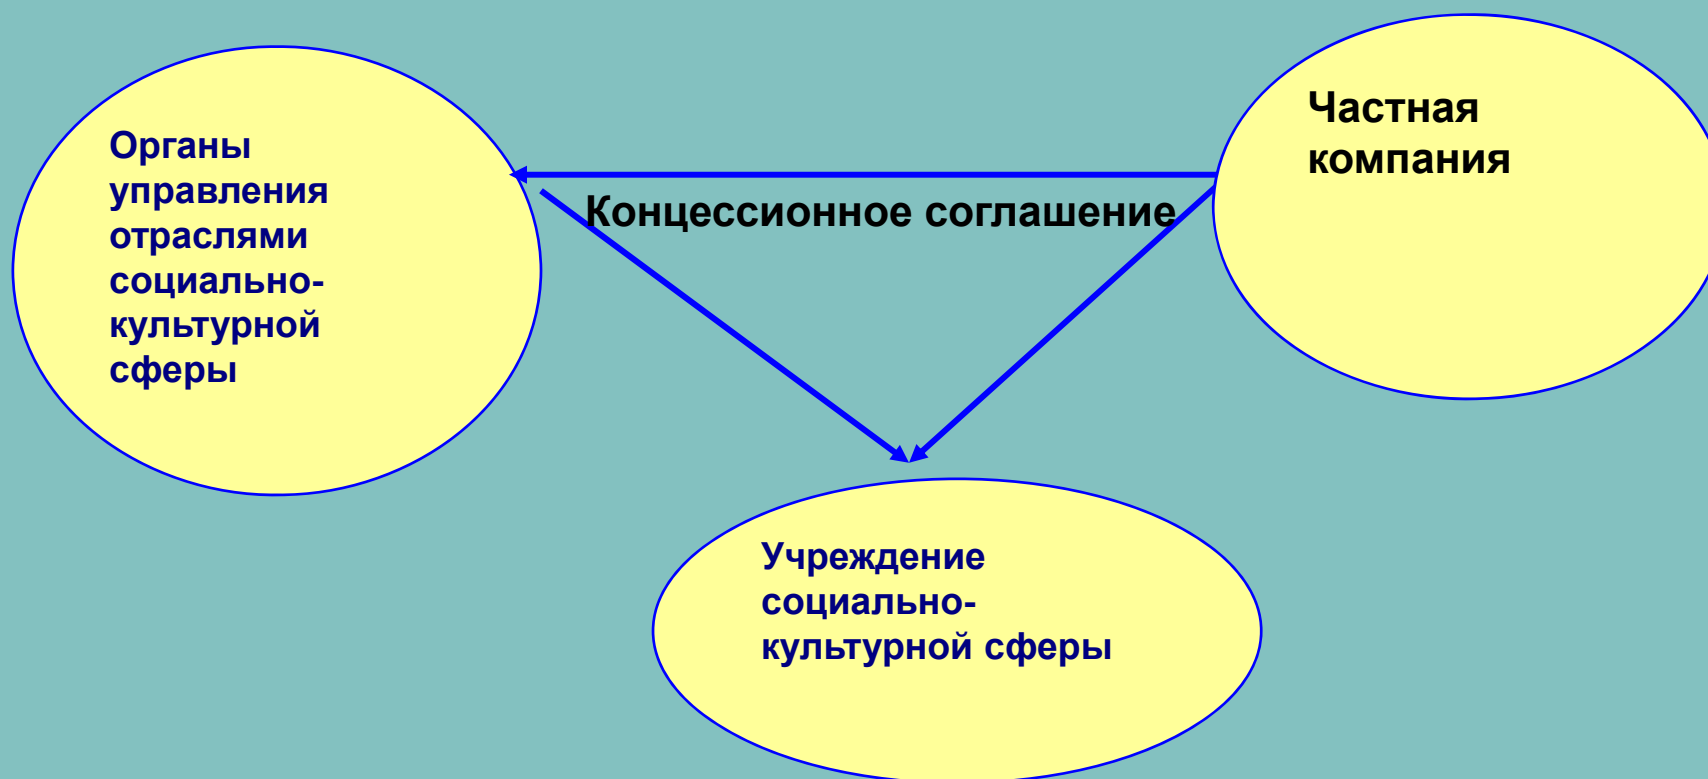 Органы
управления
отраслями
социально-
культурной
сферы
Концессионное соглашение
Частная
компания
Учреждение
социально-
культурной сферы